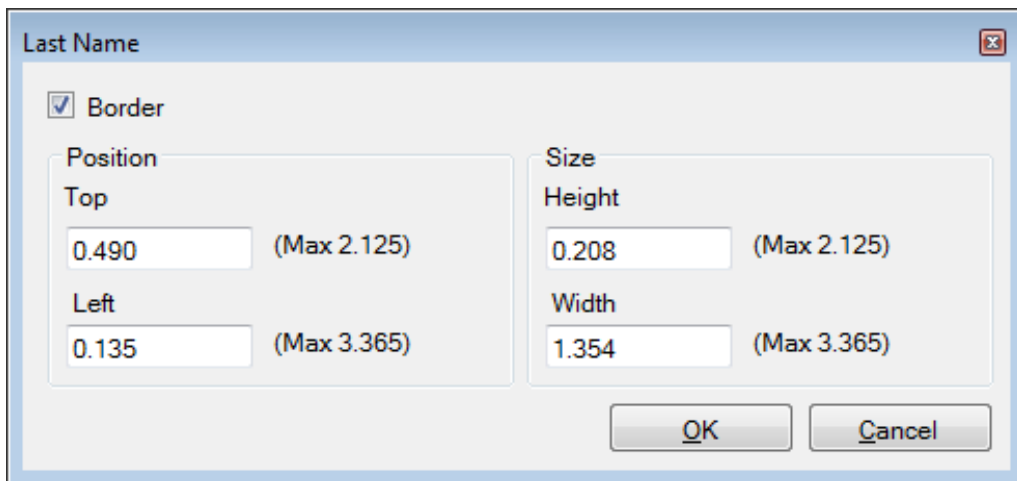 Last Name
Border
Position
Top
0.490 (Max 2.125)
Left
0.135 (Max 3.365)
Size
Height
0.208 (Max 2.125)
Width
1.354 (Max 3.365)
OK Cancel